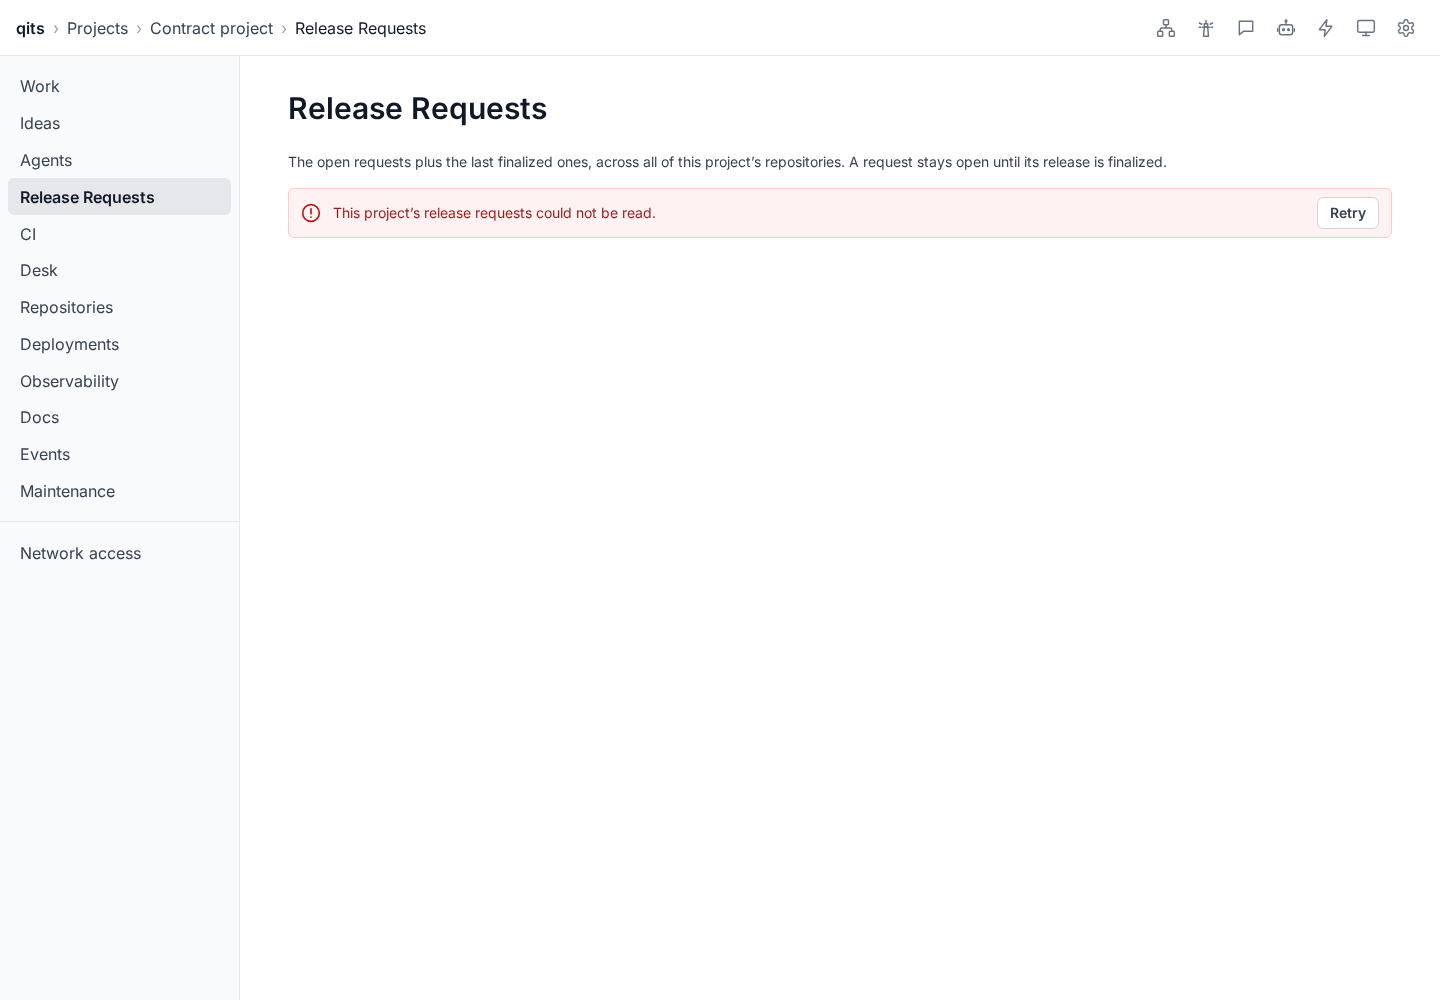 qits › Projects › Contract project › Release Requests
Work
Ideas
Agents
Release Requests
CI
Desk
Repositories
Deployments
Observability
Docs
Events
Maintenance
Network access
Release Requests
The open requests plus the last finalized ones, across all of this project’s repositories. A request stays open until its release is finalized.
This project’s release requests could not be read.
Retry